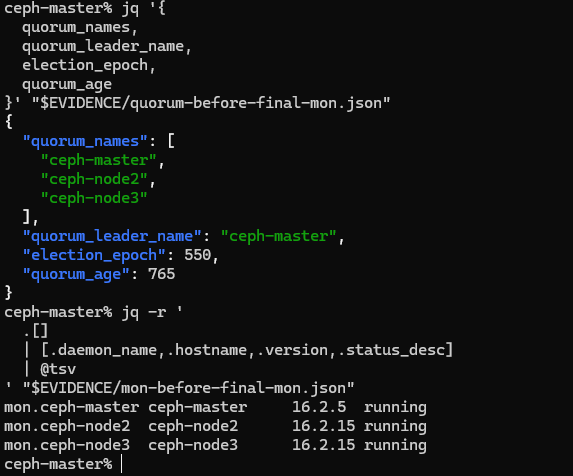 ceph-master% jq '{
  quorum_names,
  quorum_leader_name,
  election_epoch,
  quorum_age
}' "$EVIDENCE/quorum-before-final-mon.json"
{
  "quorum_names": [
    "ceph-master",
    "ceph-node2",
    "ceph-node3"
  ],
  "quorum_leader_name": "ceph-master",
  "election_epoch": 550,
  "quorum_age": 765
}
ceph-master% jq -r '
  .[]
  | [.daemon_name,.hostname,.version,.status_desc]
  | @tsv
' "$EVIDENCE/mon-before-final-mon.json"
mon.ceph-master ceph-master     16.2.5  running
mon.ceph-node2  ceph-node2      16.2.15 running
mon.ceph-node3  ceph-node3      16.2.15 running
ceph-master%